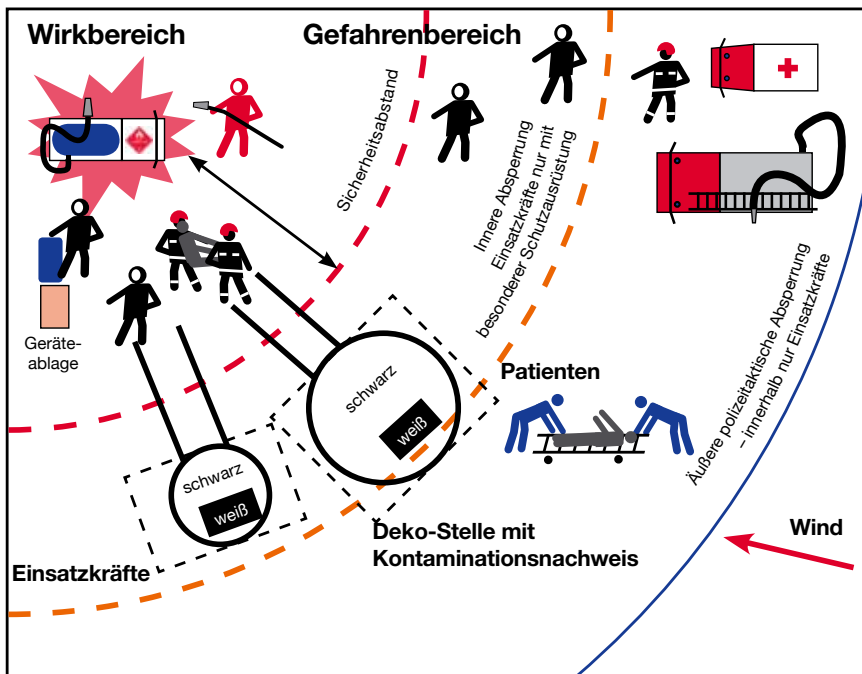 Wirkbereich
Gefahrenbereich
Sicherheitsabstand
Innere Absperrung
Einsatzkräfte nur mit
besonderer Schutzausrüstung
Äußere polizeitaktische Absperrung
– innerhalb nur Einsatzkräfte
Geräte-
ablage
schwarz
weiß
Patienten
schwarz
weiß
Deko-Stelle mit
Kontaminationsnachweis
Wind
Einsatzkräfte